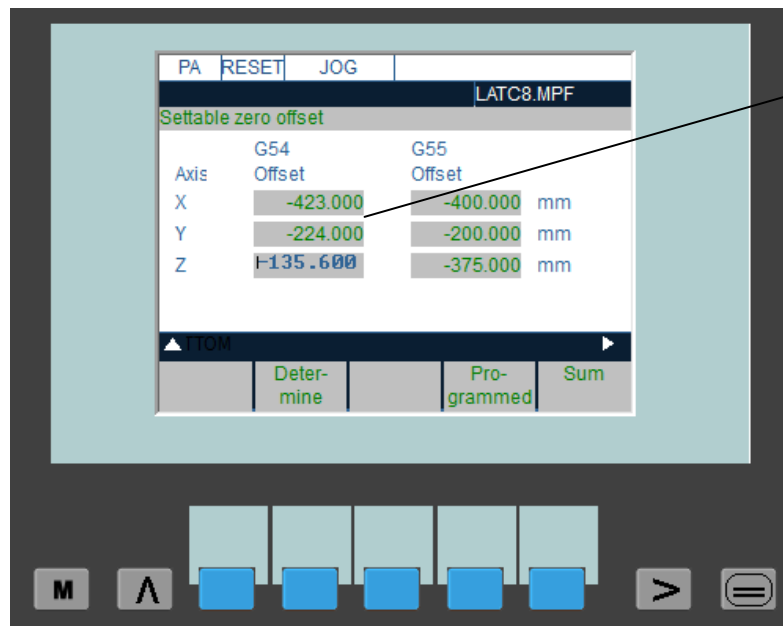 PA RESET JOG
LATC8.MPF
Settable zero offset
G54 G55
Axis Offset Offset
X -423.000 -400.000 mm
Y -224.000 -200.000 mm
Z -135.600 -375.000 mm
TTOM
Deter- Pro- Sum
mine grammed
M Λ > =